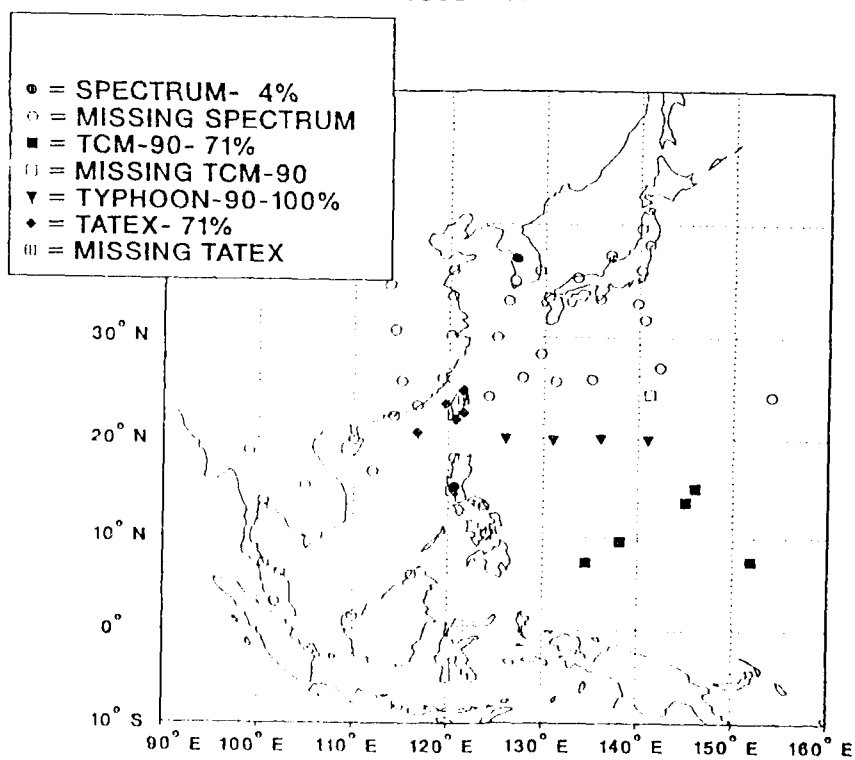 = SPECTRUM- 4%
= MISSING SPECTRUM
= TCM-90- 71%
= MISSING TCM-90
= TYPHOON-90-100%
= TATEX- 71%
= MISSING TATEX
30° N
20° N
10° N
0°
10° S
90° E 100° E 110° E 120° E 130° E 140° E 150° E 160° E